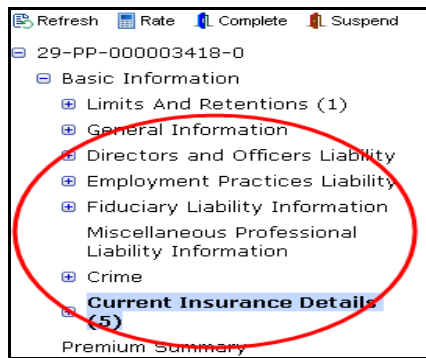 Refresh Rate Complete Suspend
29-PP-000003418-0
Basic Information
Limits And Retentions (1)
General Information
Directors and Officers Liability
Employment Practices Liability
Fiduciary Liability Information
Miscellaneous Professional
Liability Information
Crime
Current Insurance Details
(5)
Premium Summary